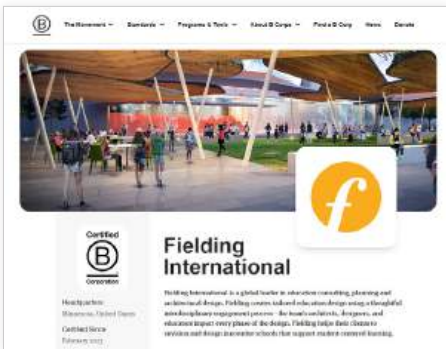 B
The Movement Standards Programs & Tools About B Corps Find a B Corp News Donate
f
Certified
B
Corporation
Headquarters
Minnesota, United States
Certified Since
February 2023
Fielding
International
Fielding International is a global leader in education consulting, planning and
architectural design. Fielding creates tailored education design using a thoughtful
interdisciplinary engagement process - the team's architects, designers, and
educators impact every phase of the design. Fielding helps their clients to
envision and design innovative schools that support student-centered learning.